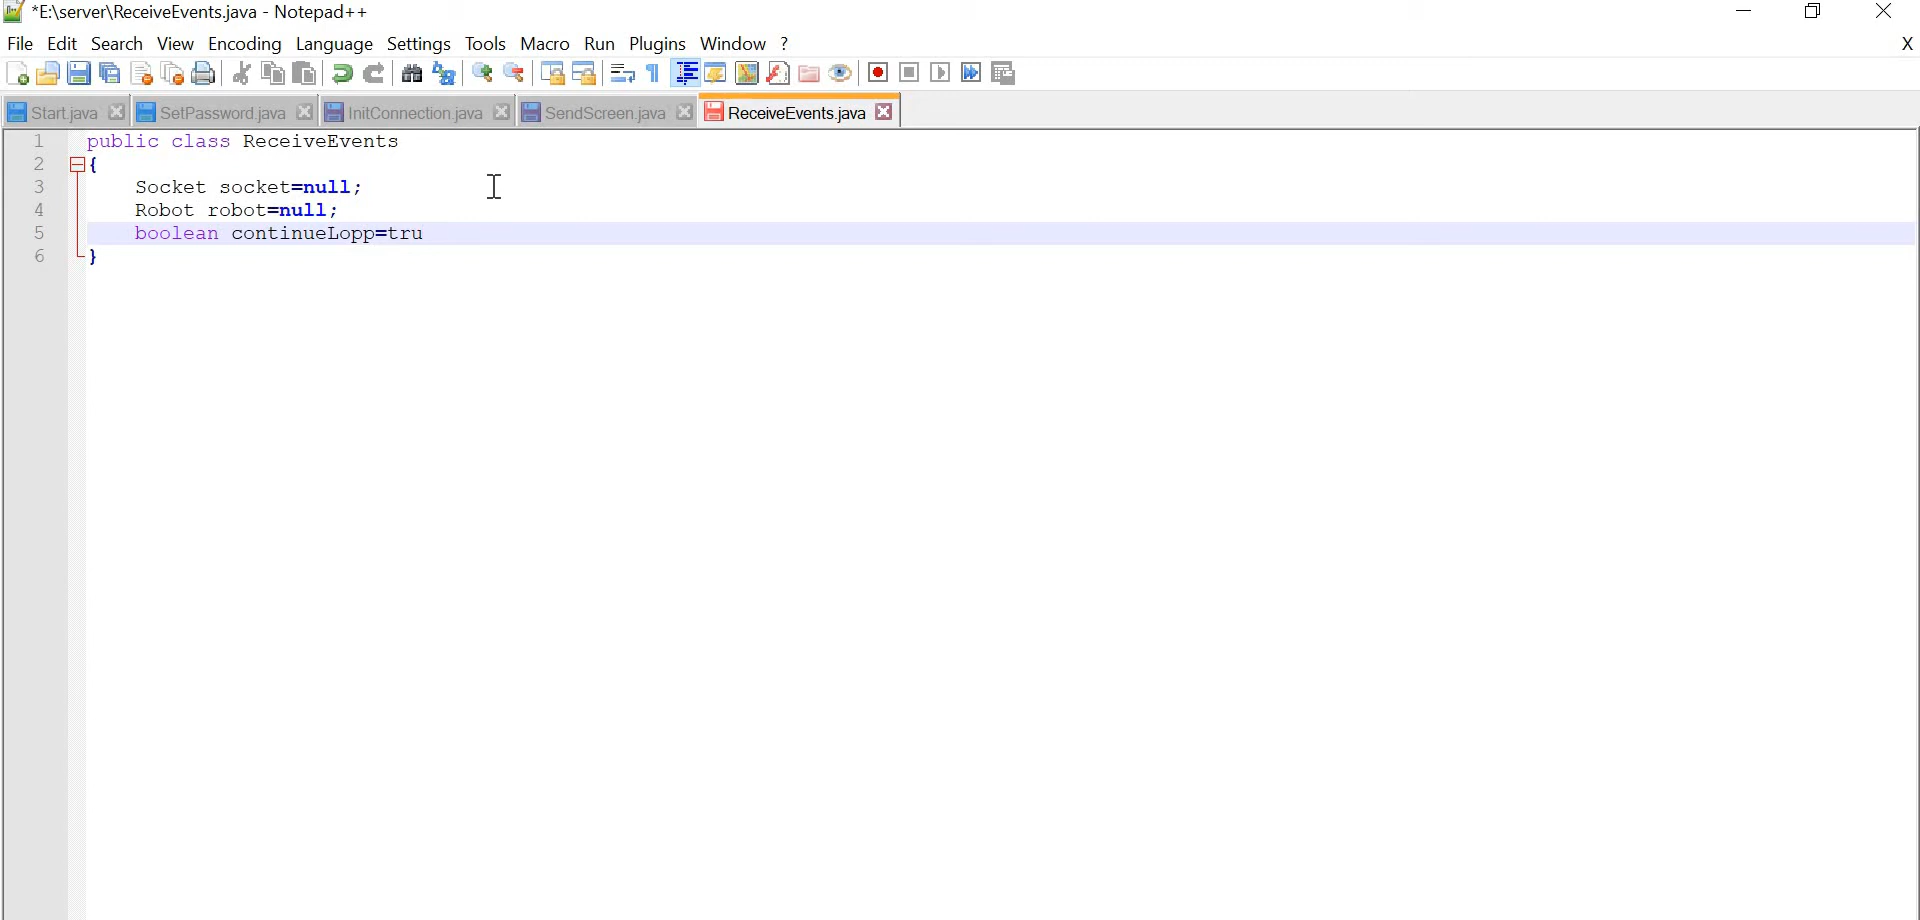 *E:\server\ReceiveEvents.java - Notepad++
File Edit Search View Encoding Language Settings Tools Macro Run Plugins Window ? X
Start.java SetPassword.java InitConnection.java SendScreen.java ReceiveEvents.java
1 public class ReceiveEvents
2 {
3 Socket socket=null;
4 Robot robot=null;
5 boolean continueLopp=tru
6 }